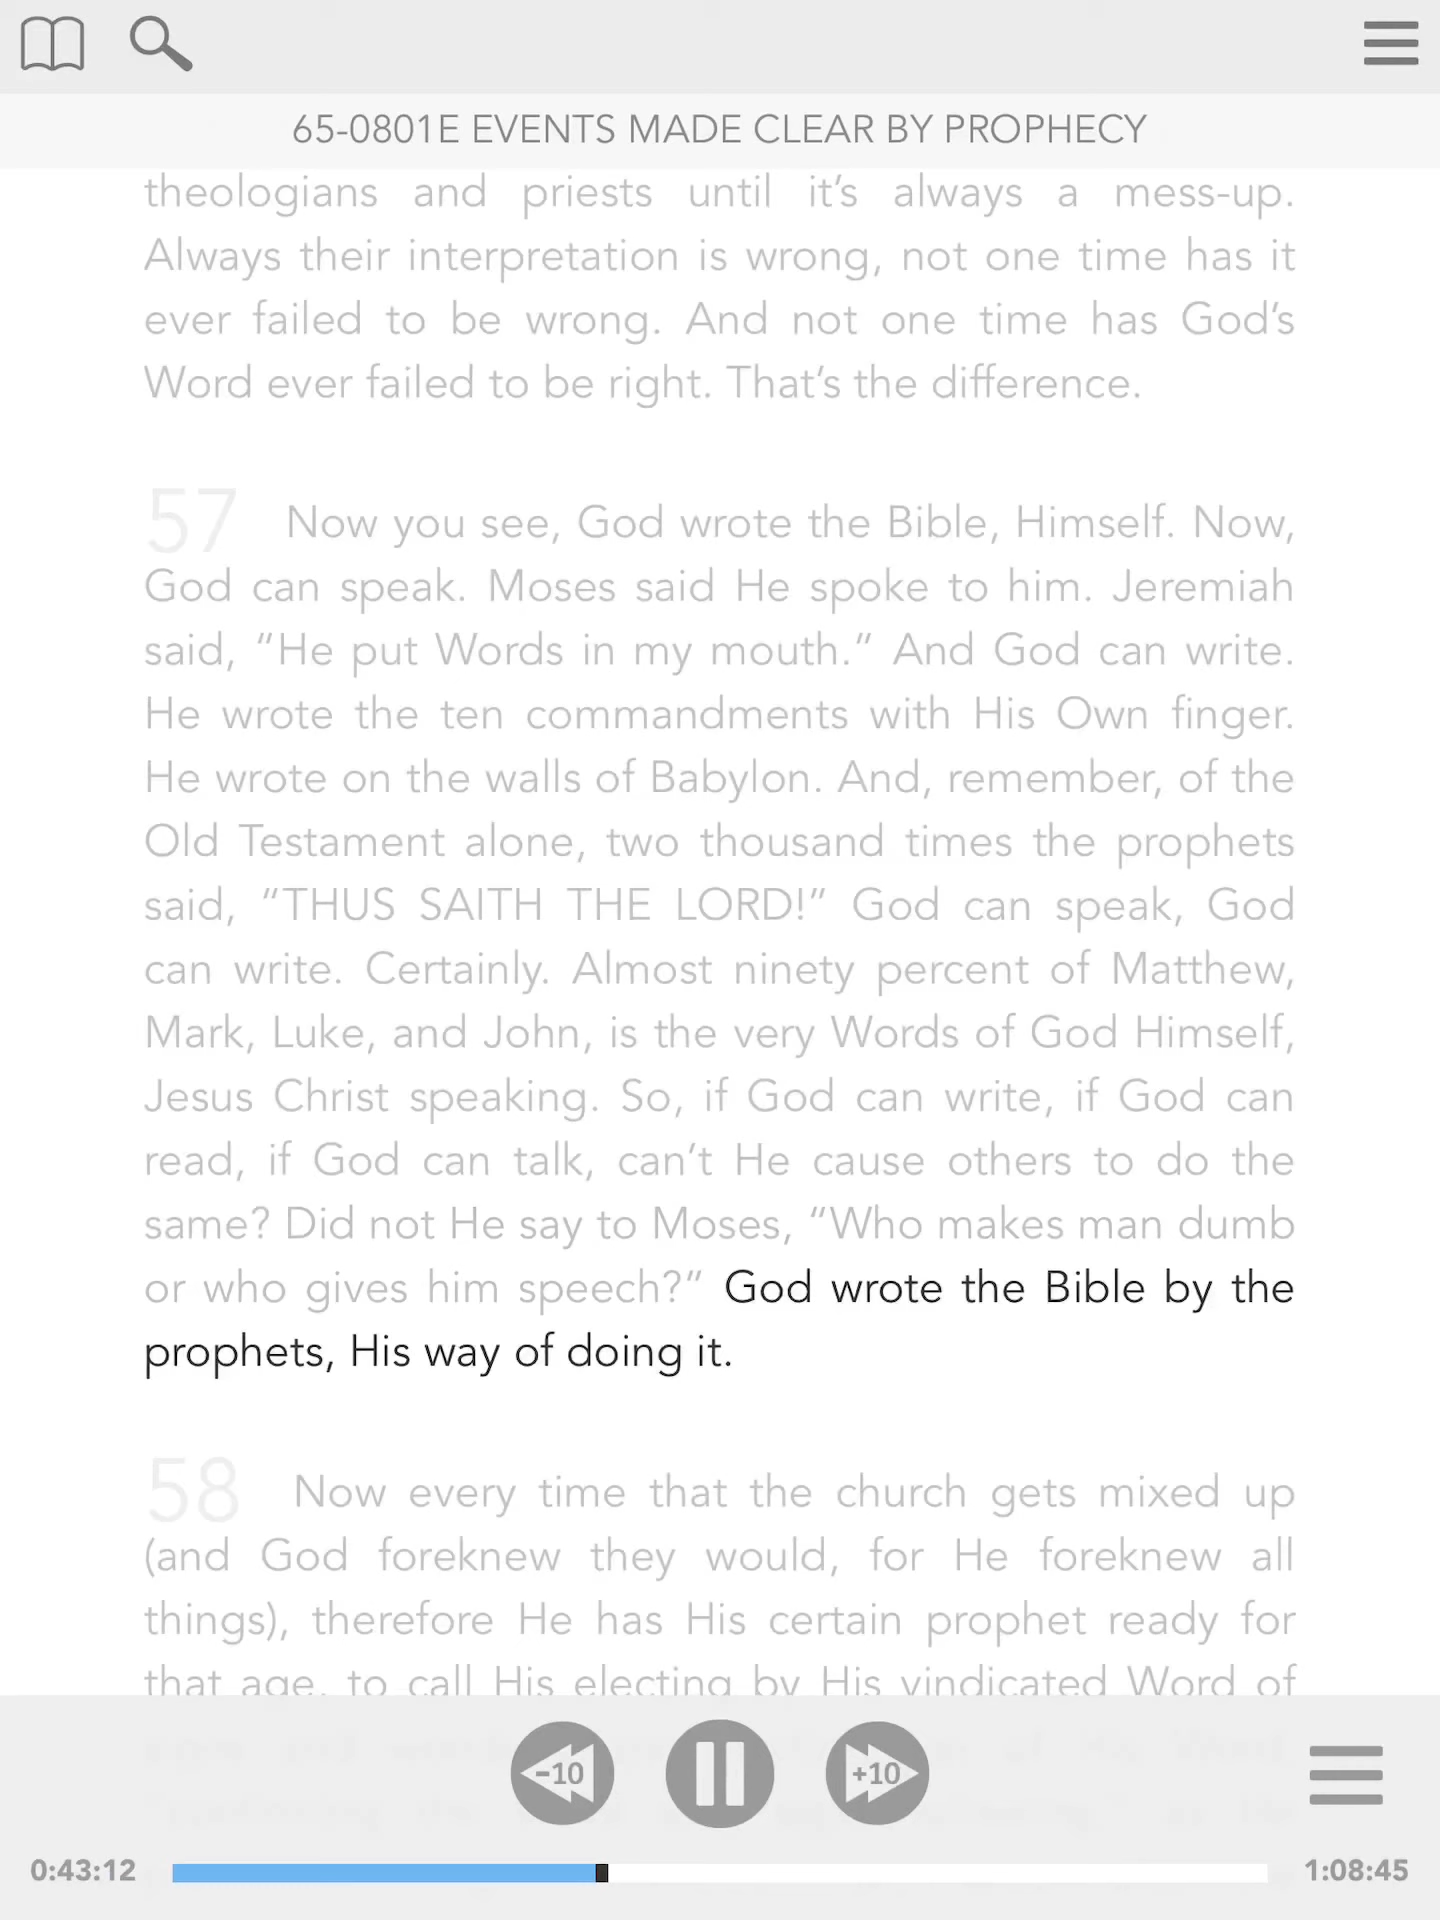 65-0801E EVENTS MADE CLEAR BY PROPHECY
theologians and priests until it’s always a mess-up.
Always their interpretation is wrong, not one time has it
ever failed to be wrong. And not one time has God’s
Word ever failed to be right. That’s the difference.
57 Now you see, God wrote the Bible, Himself. Now,
God can speak. Moses said He spoke to him. Jeremiah
said, “He put Words in my mouth.” And God can write.
He wrote the ten commandments with His Own finger.
He wrote on the walls of Babylon. And, remember, of the
Old Testament alone, two thousand times the prophets
said, “THUS SAITH THE LORD!” God can speak, God
can write. Certainly. Almost ninety percent of Matthew,
Mark, Luke, and John, is the very Words of God Himself,
Jesus Christ speaking. So, if God can write, if God can
read, if God can talk, can’t He cause others to do the
same? Did not He say to Moses, “Who makes man dumb
or who gives him speech?” God wrote the Bible by the
prophets, His way of doing it.
58 Now every time that the church gets mixed up
(and God foreknew they would, for He foreknew all
things), therefore He has His certain prophet ready for
that age, to call His electing by His vindicated Word of
-10 +10
0:43:12 1:08:45